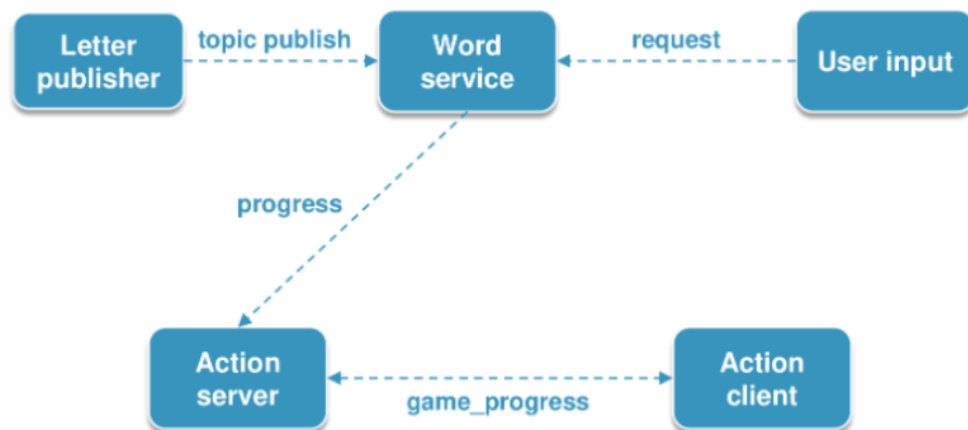 Letter
publisher
topic publish
Word
service
request
User input
progress
Action
server
game_progress
Action
client